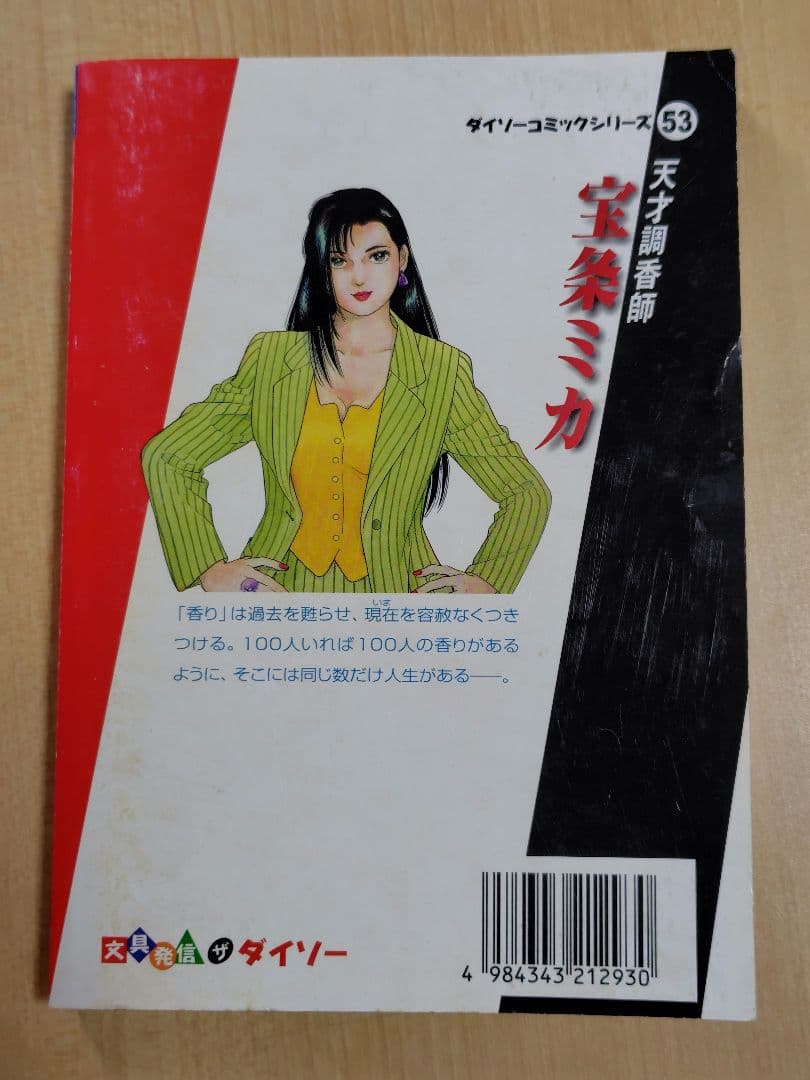 ダイソーコミックシリーズ 53
天才調香師
宝条ミカ
「香り」は過去を甦らせ、現在を容赦なくつき
いま
つける。100人いれば100人の香りがある
ように、そこには同じ数だけ人生がある――。
文具発信 ザ ダイソー
4 984343 212930